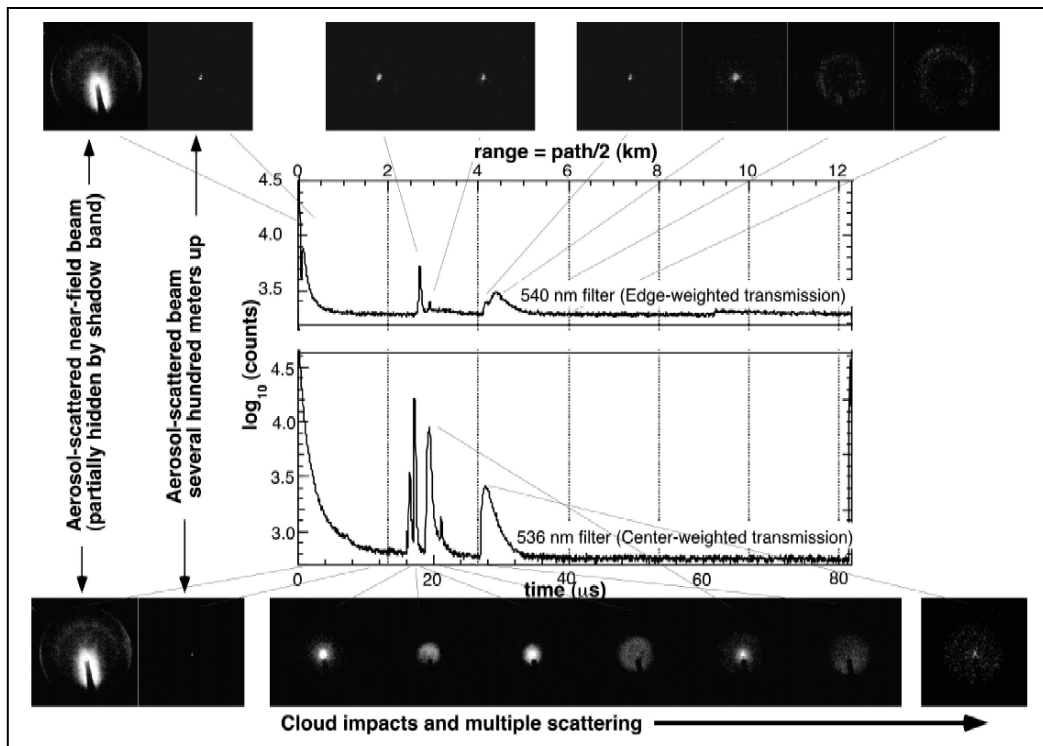 range = path/2 (km)
0 2 4 6 8 10 12
4.5
4.0
3.5
540 nm filter (Edge-weighted transmission)
Aerosol-scattered near-field beam
(partially hidden by shadow band)
Aerosol-scattered beam
several hundred meters up
log10 (counts)
4.5
4.0
3.5
3.0
536 nm filter (Center-weighted transmission)
0 20 40 60 80
time (μs)
Cloud impacts and multiple scattering